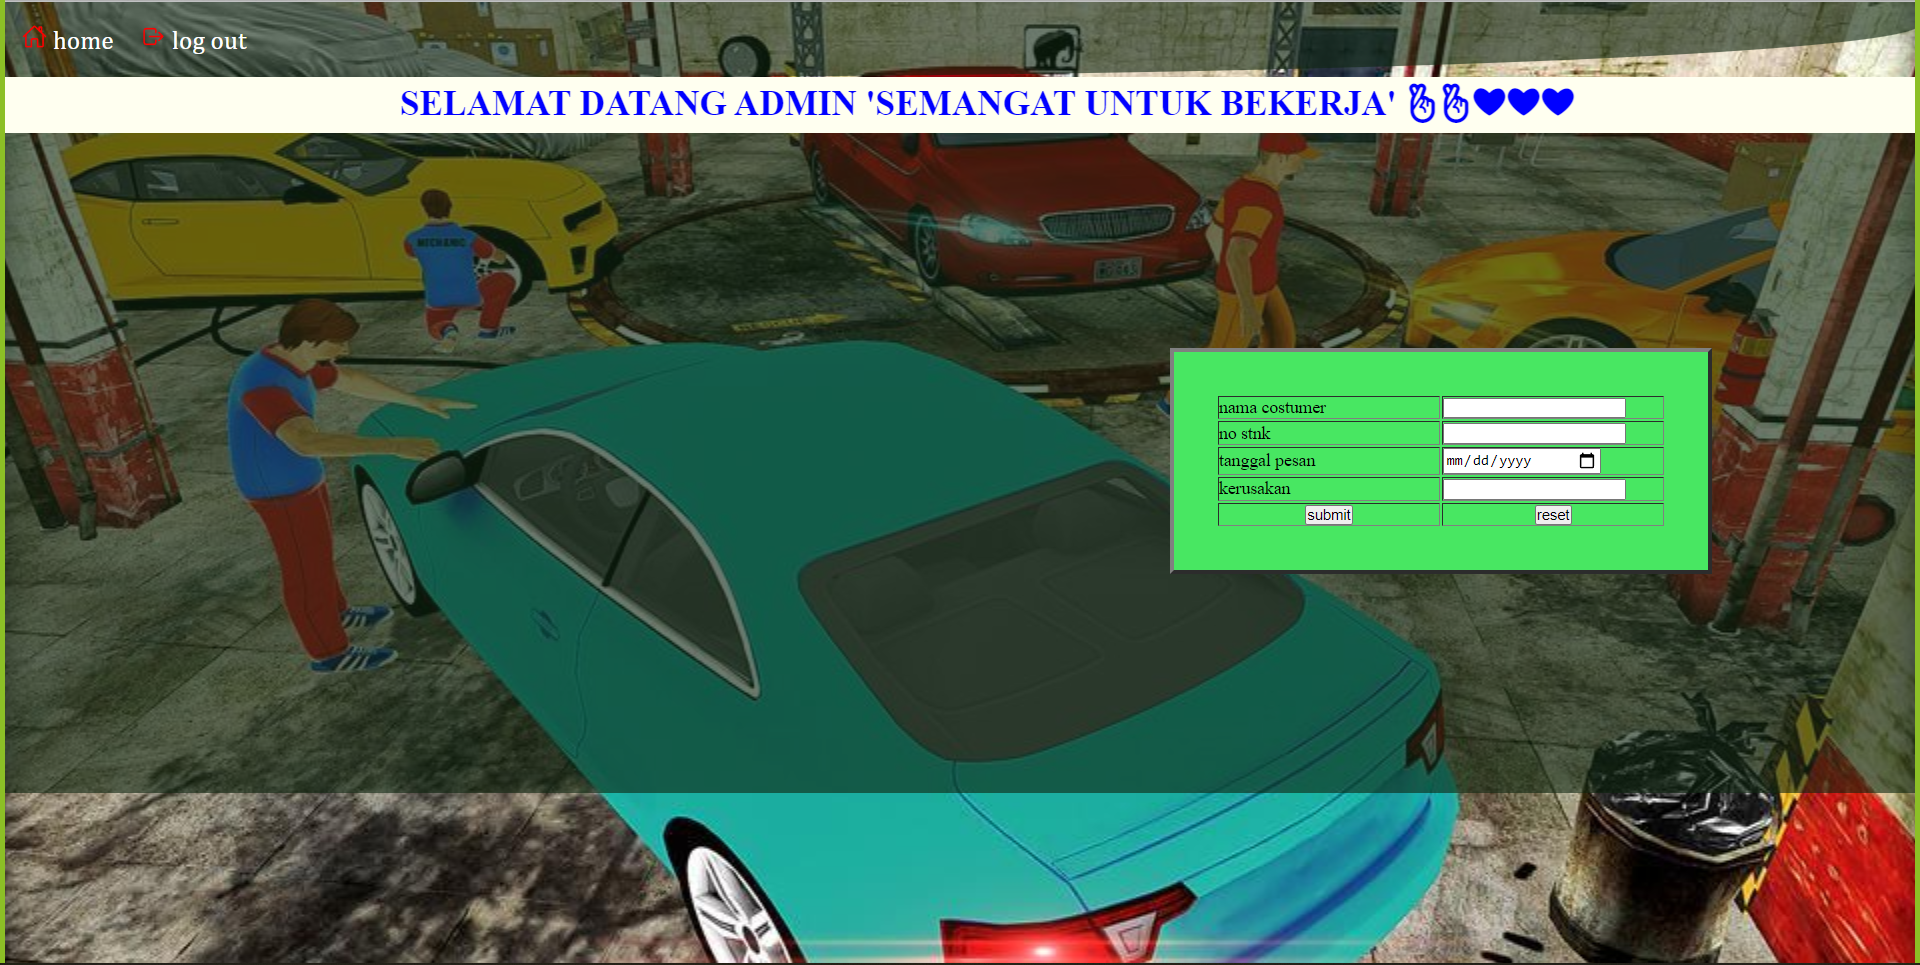 home log out
SELAMAT DATANG ADMIN 'SEMANGAT UNTUK BEKERJA'
MECHANIC
nama costumer
no stnk
tanggal pesan mm/dd/yyyy
kerusakan
submit reset